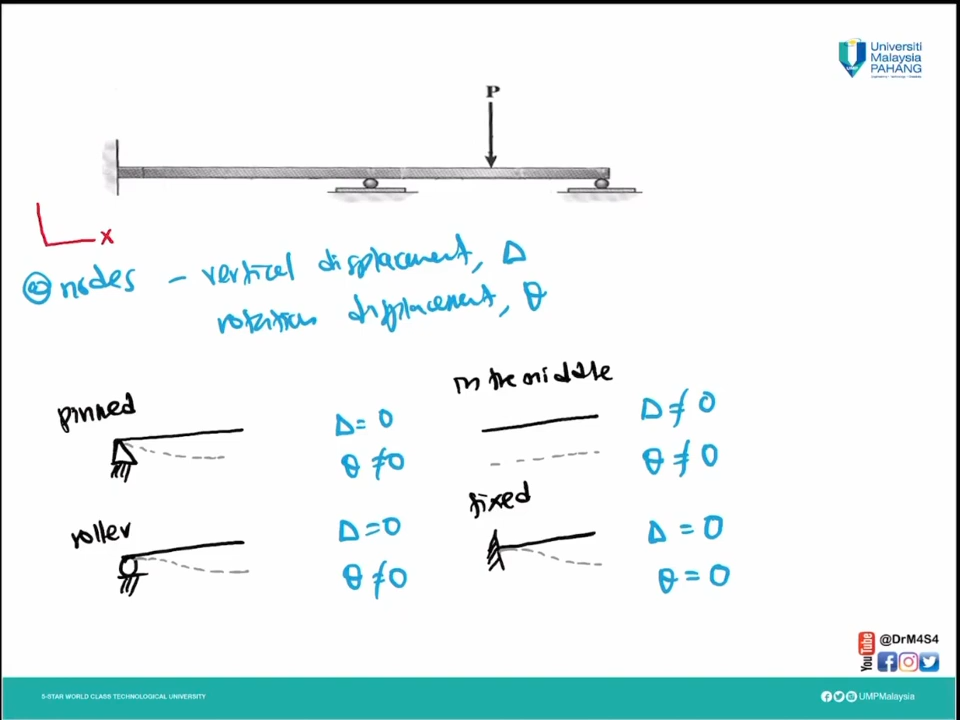 Universiti
Malaysia
PAHANG
P
x
@ nodes - vertical displacement, Δ
rotation displacement, θ
in the middle
pinned
Δ = 0
θ ≠ 0
Δ ≠ 0
θ ≠ 0
fixed
roller
Δ = 0
θ ≠ 0
Δ = 0
θ = 0
YouTube
@DrM4S4
5-STAR WORLD CLASS TECHNOLOGICAL UNIVERSITY
UMPMalaysia